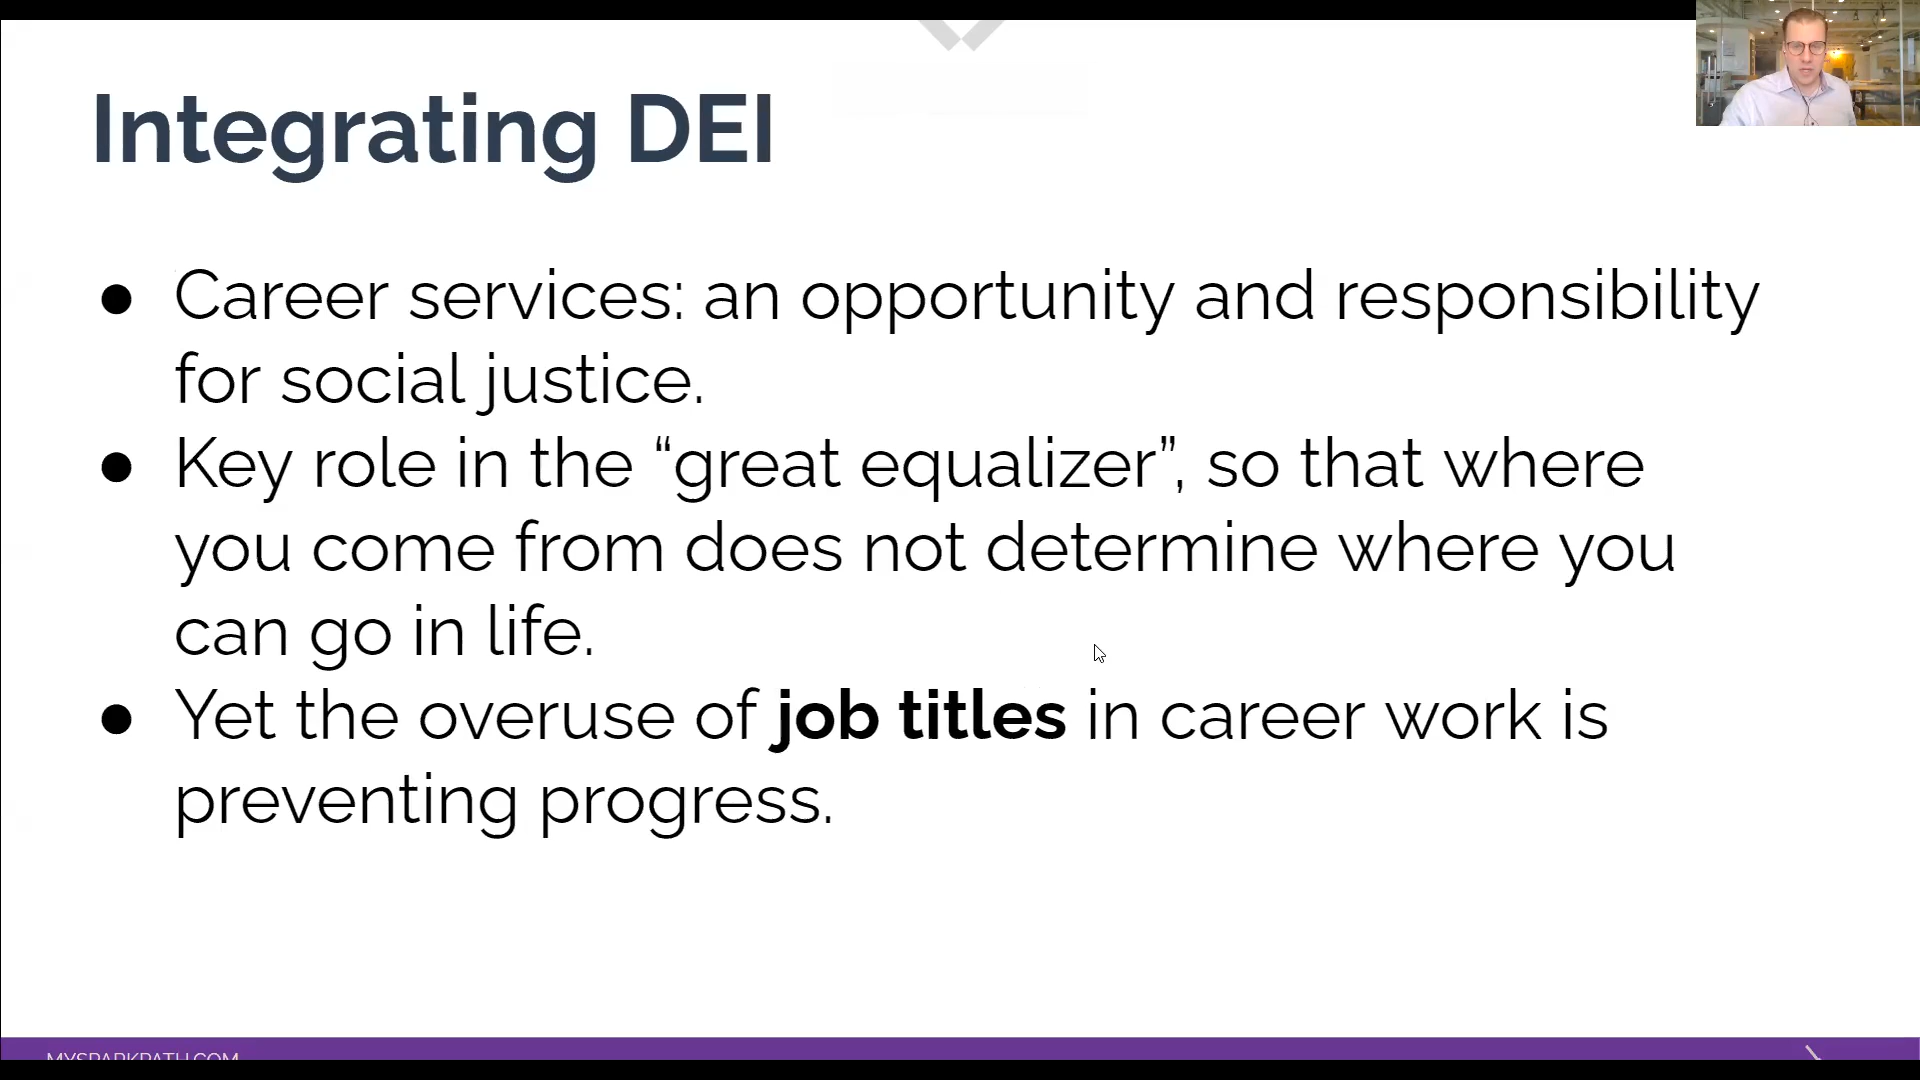 Integrating DEI
● Career services: an opportunity and responsibility
for social justice.
● Key role in the “great equalizer”, so that where
you come from does not determine where you
can go in life.
● Yet the overuse of job titles in career work is
preventing progress.
MYSPARKPATH.COM